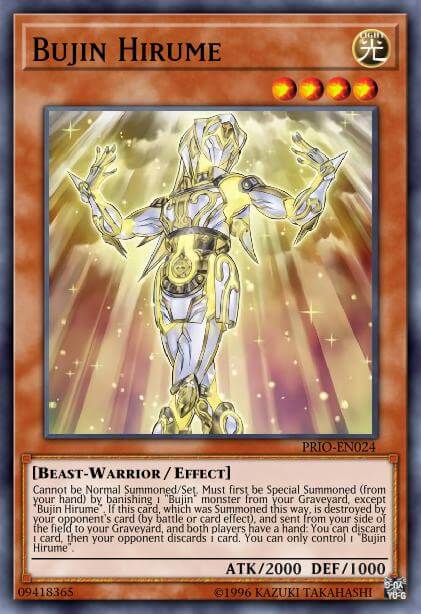 BUJIN HIRUME
LIGHT
光
PRIO-EN024
[BEAST-WARRIOR / EFFECT]
Cannot be Normal Summoned/Set. Must first be Special Summoned (from
your hand) by banishing 1 "Bujin" monster from your Graveyard, except
"Bujin Hirume". If this card, which was Summoned this way, is destroyed
by your opponent's card (by battle or card effect), and sent from your side
of the field to your Graveyard, and both players have a hand: You can discard
1 card, then your opponent discards 1 card. You can only control 1 "Bujin
Hirume".
ATK/2000 DEF/1000
09418365
©1996 KAZUKI TAKAHASHI